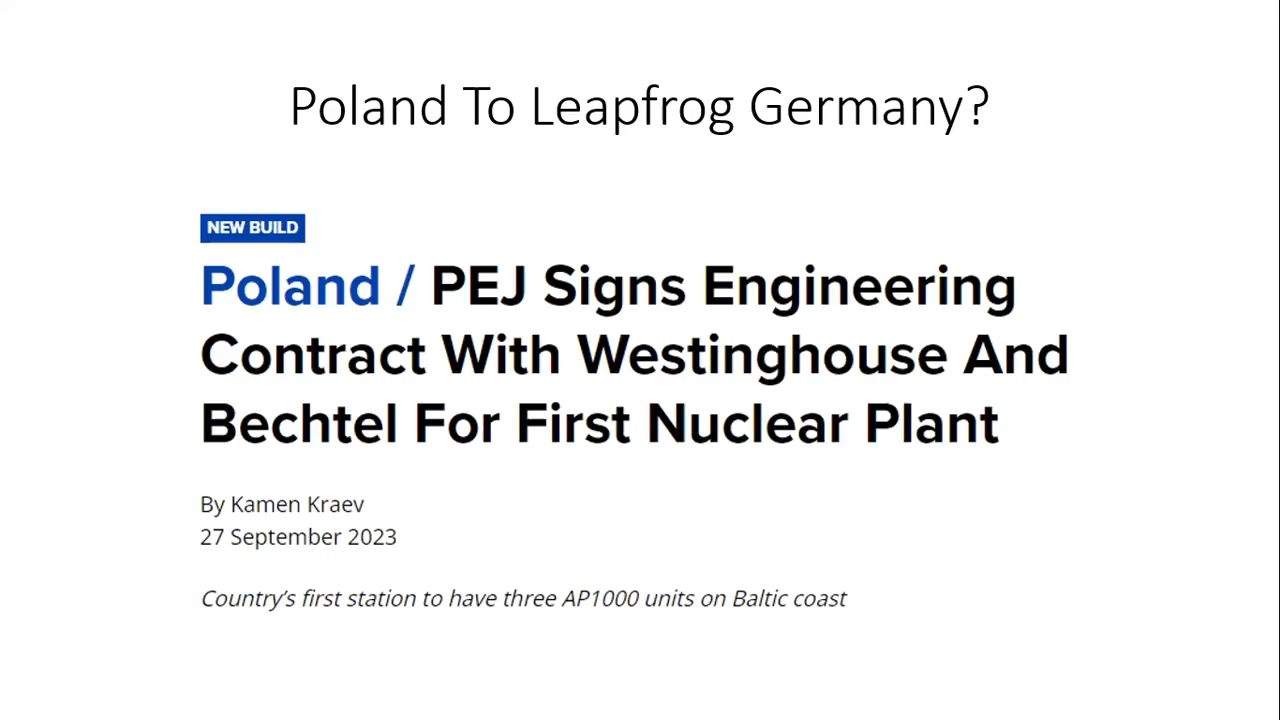 Poland To Leapfrog Germany?
NEW BUILD
Poland / PEJ Signs Engineering
Contract With Westinghouse And
Bechtel For First Nuclear Plant
By Kamen Kraev
27 September 2023
Country's first station to have three AP1000 units on Baltic coast